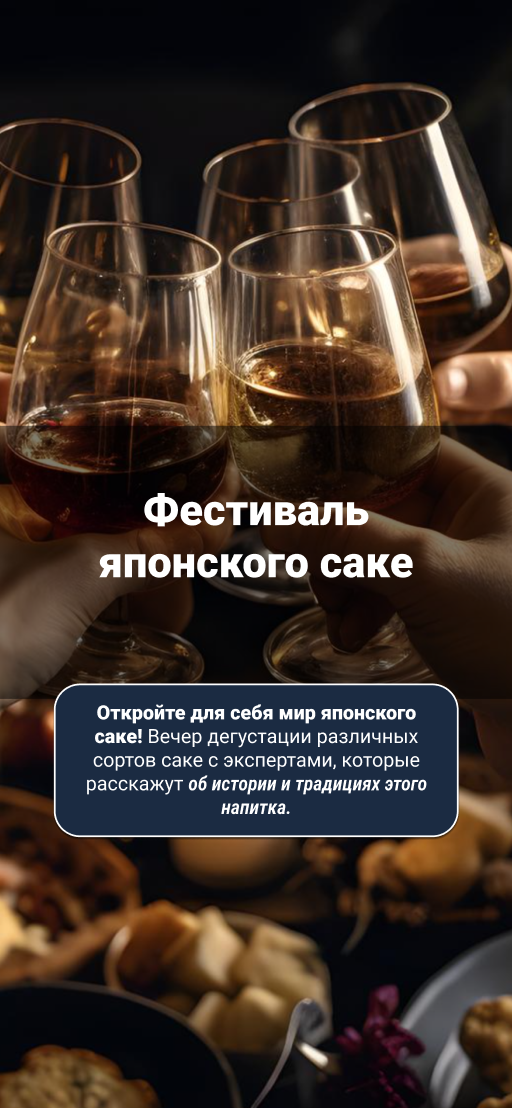 Фестиваль
японского саке
Откройте для себя мир японского
саке! Вечер дегустации различных
сортов саке с экспертами, которые
расскажут об истории и традициях этого
напитка.